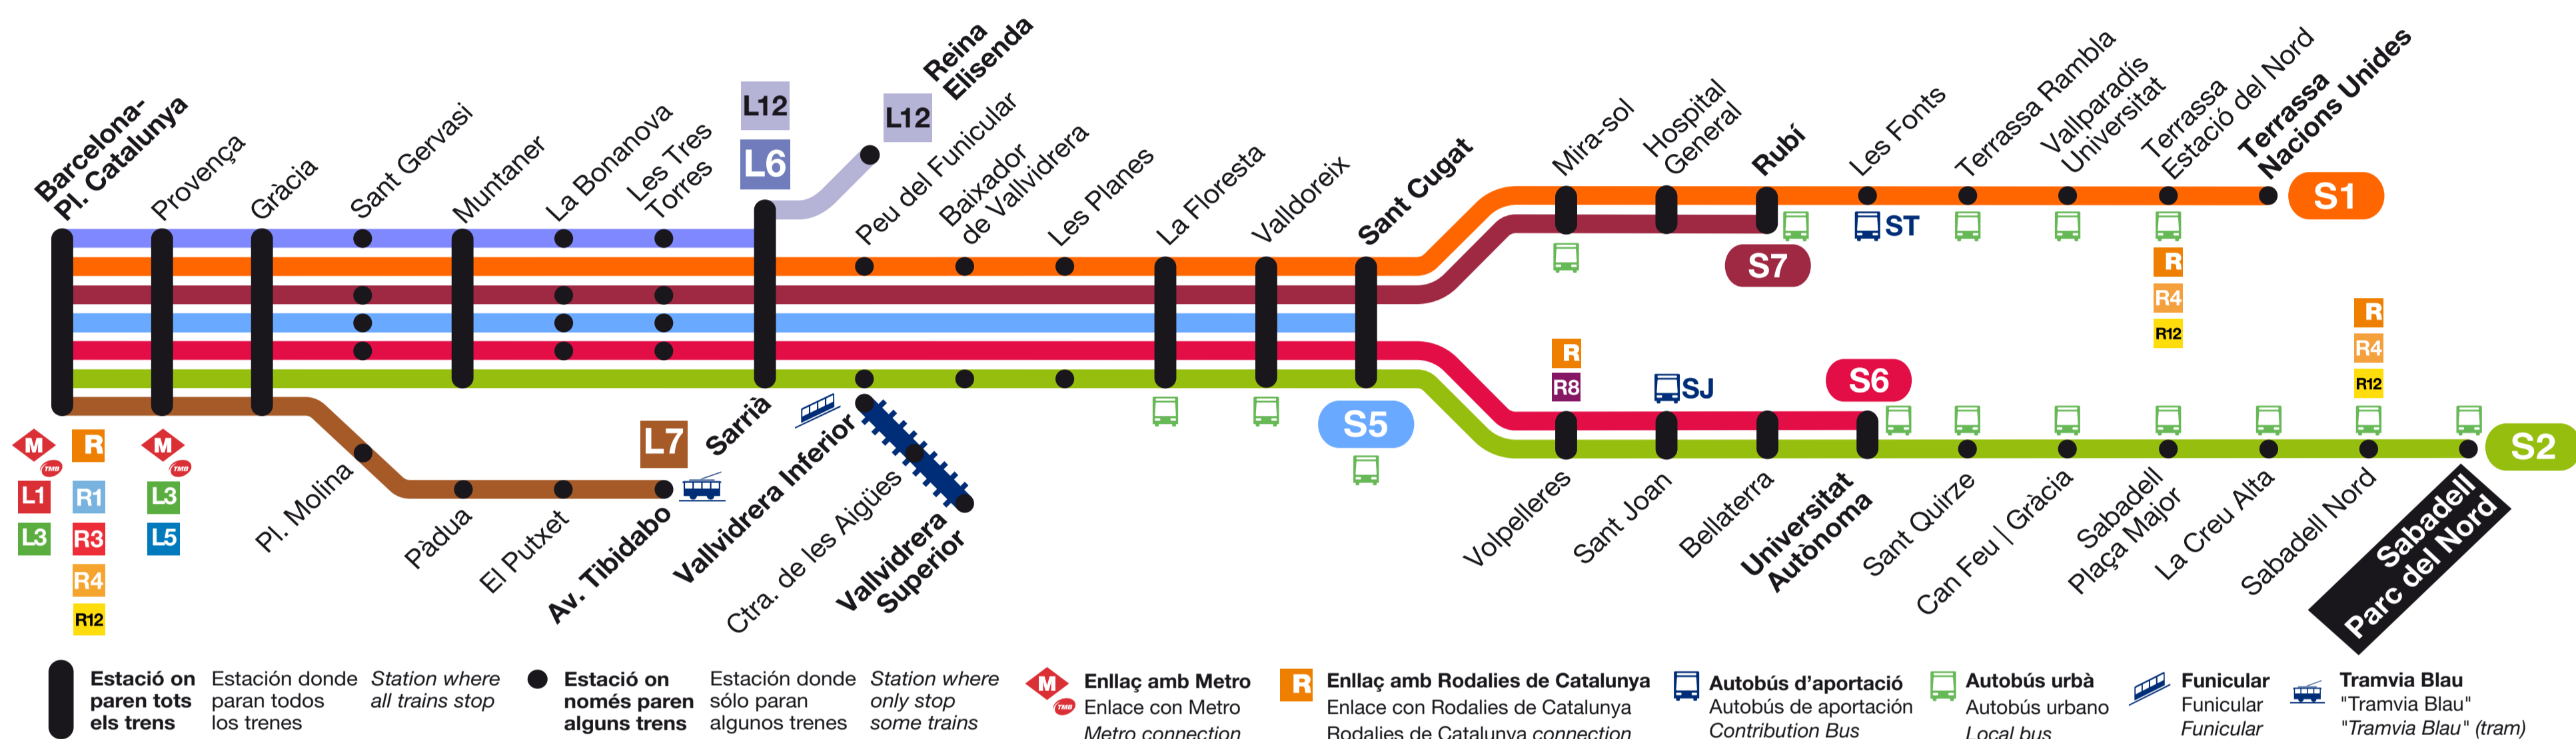 Barcelona-
Pl. Catalunya
Provença
Gràcia
Sant Gervasi
Muntaner
La Bonanova
Les Tres
Torres
L12
L6
L12
Reina
Elisenda
Peu del Funicular
Baixador
de Vallvidrera
Les Planes
La Floresta
Valldoreix
Sant Cugat
Mira-sol
Hospital
General
Rubí
Les Fonts
Terrassa Rambla
Vallparadís
Universitat
Terrassa
Estació del Nord
Terrassa
Nacions Unides
S1
ST
S7
R
R4
R12
R
R4
R12
R
R8
SJ
S6
S5
S2
M
TMB
L1
L3
R
R1
R3
R4
R12
M
TMB
L3
L5
Pl. Molina
Pàdua
El Putxet
Av. Tibidabo
L7
Sarrià
Vallvidrera Inferior
Ctra. de les Aigües
Vallvidrera
Superior
Volpelleres
Sant Joan
Bellaterra
Universitat
Autònoma
Sant Quirze
Can Feu | Gràcia
Sabadell
Plaça Major
La Creu Alta
Sabadell Nord
Sabadell
Parc del Nord
Estació on
paren tots
els trens
Estación donde
paran todos
los trenes
Station where
all trains stop
Estació on
només paren
alguns trens
Estación donde
sólo paran
algunos trenes
Station where
only stop
some trains
M
TMB
Enllaç amb Metro
Enlace con Metro
Metro connection
R
Enllaç amb Rodalies de Catalunya
Enlace con Rodalies de Catalunya
Rodalies de Catalunya connection
Autobús d'aportació
Autobús de aportación
Contribution Bus
Autobús urbà
Autobús urbano
Local bus
Funicular
Funicular
Funicular
Tramvia Blau
"Tramvia Blau"
"Tramvia Blau" (tram)